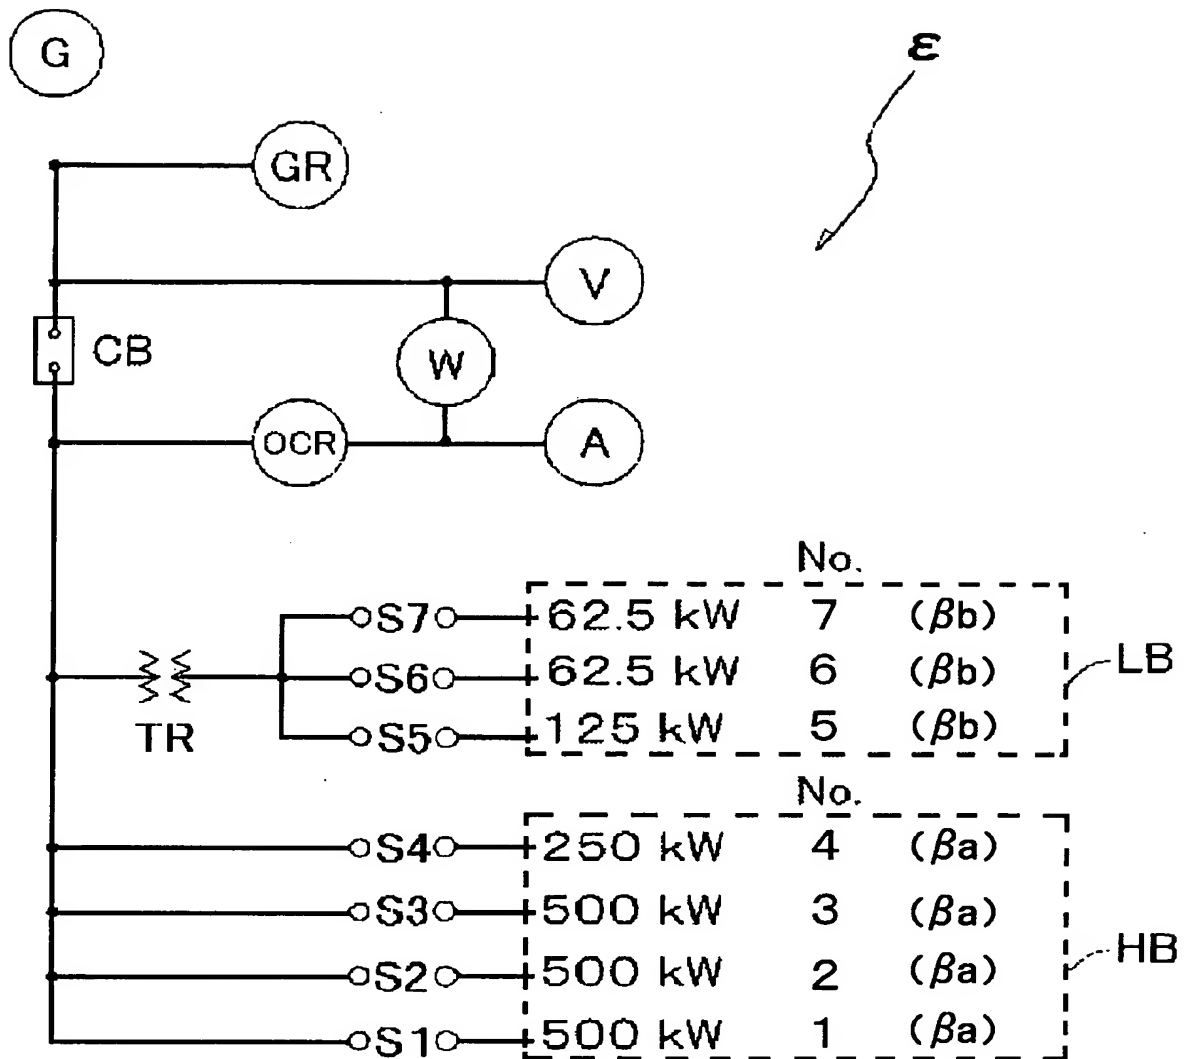 G
ε
GR
V
CB
W
OCR
A
No.
S7 62.5 kW 7 (βb)
S6 62.5 kW 6 (βb)
LB
TR
S5 125 kW 5 (βb)
No.
S4 250 kW 4 (βa)
S3 500 kW 3 (βa)
HB
S2 500 kW 2 (βa)
S1 500 kW 1 (βa)